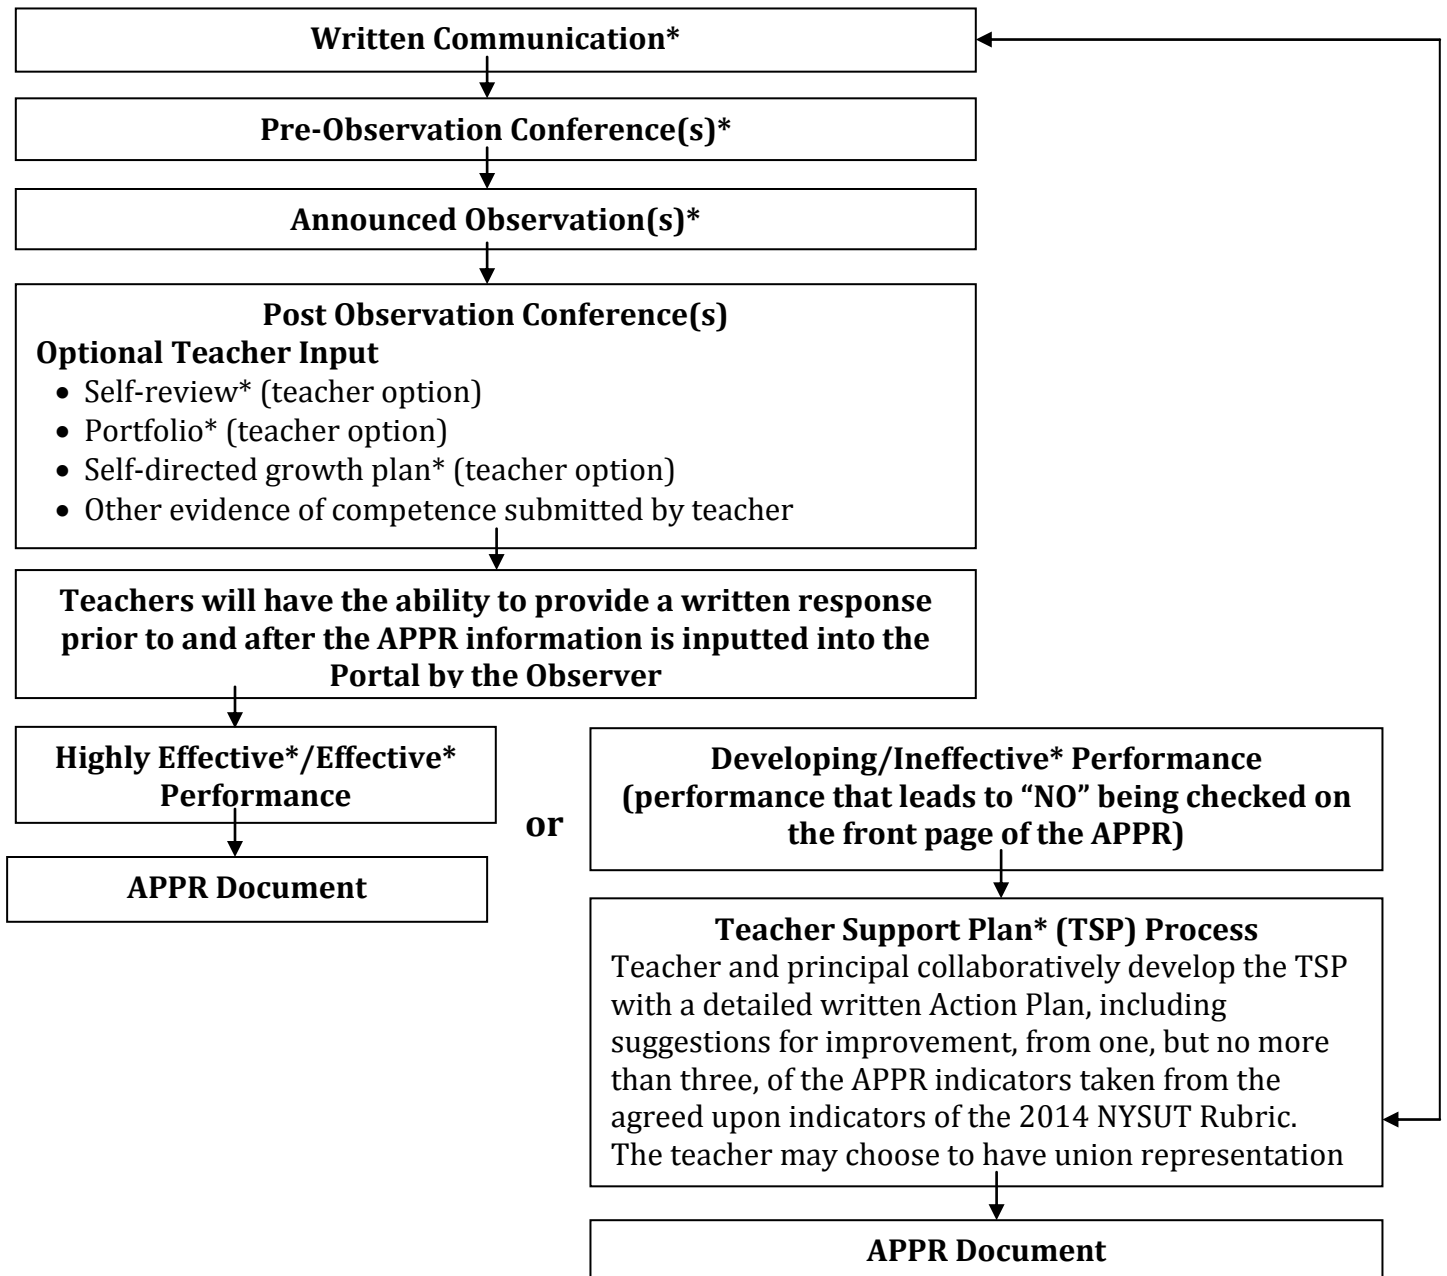 Written Communication*
Pre-Observation Conference(s)*
Announced Observation(s)*
Post Observation Conference(s)
Optional Teacher Input
• Self-review* (teacher option)
• Portfolio* (teacher option)
• Self-directed growth plan* (teacher option)
• Other evidence of competence submitted by teacher
Teachers will have the ability to provide a written response
prior to and after the APPR information is inputted into the
Portal by the Observer
Highly Effective*/Effective*
Performance
APPR Document
or
Developing/Ineffective* Performance
(performance that leads to “NO” being checked on
the front page of the APPR)
Teacher Support Plan* (TSP) Process
Teacher and principal collaboratively develop the TSP
with a detailed written Action Plan, including
suggestions for improvement, from one, but no more
than three, of the APPR indicators taken from the
agreed upon indicators of the 2014 NYSUT Rubric.
The teacher may choose to have union representation
APPR Document